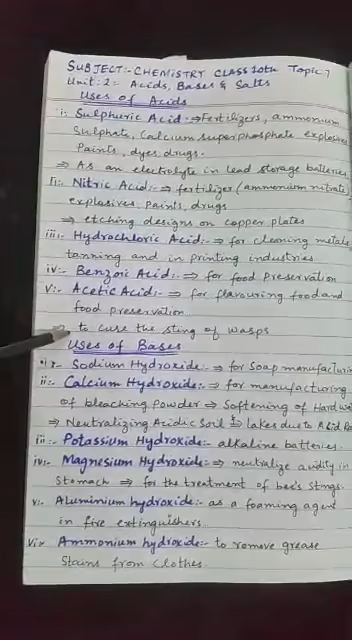 SUBJECT:- CHEMISTRY CLASS 10th Topic 7
Unit: 2:- Acids, Bases & Salts
Uses of Acids
i. Sulphuric Acid:⇒ Fertilizers, ammonium
Sulphate, Calcium superphosphate explosives
Paints, dyes, drugs.
⇒ As an electrolyte in lead storage batteries.
ii. Nitric Acid:- ⇒ fertilizer (ammonium nitrate),
explosives, paints, drugs
⇒ etching designs on copper plates
iii. Hydrochloric Acid:- ⇒ for cleaning metals,
tanning and in printing industries
iv. Benzoic Acid:- ⇒ for food preservation
v. Acetic Acid:- ⇒ for flavouring food and
food preservation
to cure the sting of wasps
Uses of Bases
i. Sodium Hydroxide:- ⇒ for soap manufacturin
ii. Calcium Hydroxide:- ⇒ for manufacturing
of bleaching powder ⇒ Softening of Hard wa
⇒ Neutralizing Acidic Soil & lakes due to Acid Ra
iii. Potassium Hydroxide:- alkaline batteries.
iv. Magnesium Hydroxide:- ⇒ neutralize acidity in
Stomach ⇒ for the treatment of bee's stings.
v. Aluminium hydroxide:- as a foaming agent
in fire extinguishers
vi. Ammonium hydroxide:- to remove grease
Stains from clothes.